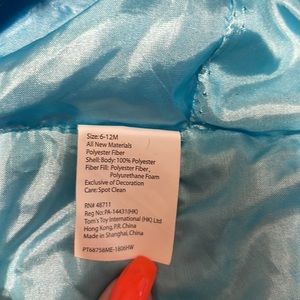 Size:6-12M
All New Materials
Polyester Fiber
Shell: Body: 100% Polyester
Fiber Fill: Polyester Fiber,
Polyurethane Foam
Exclusive of Decoration
Care: Spot Clean
RN# 48711
Reg No: PA-14431(HK)
Tom's Toy International (HK) Ltd
Hong Kong, P.R. China
Made in Shanghai, China
PT68758ME-1806HW